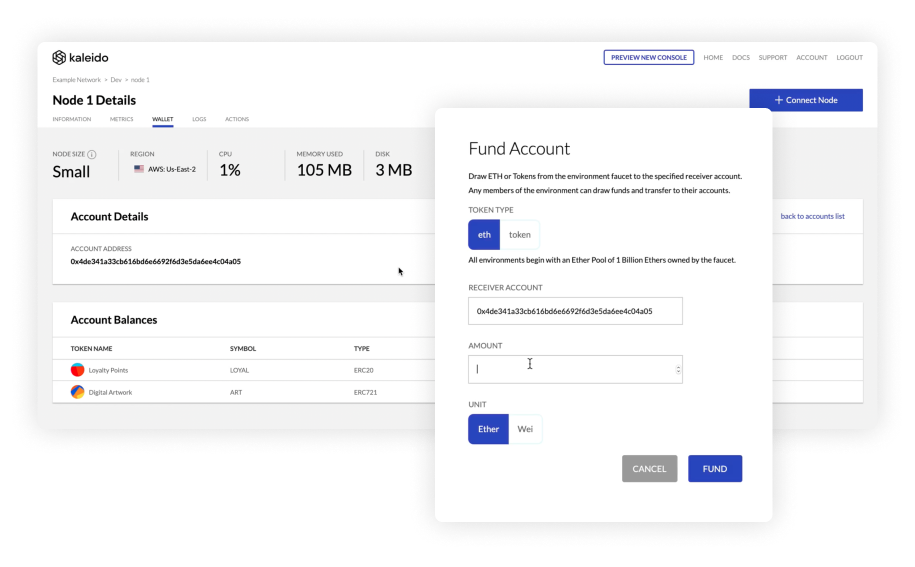 kaleido
PREVIEW NEW CONSOLE HOME DOCS SUPPORT ACCOUNT LOGOUT
Example Network > Dev > node 1
Node 1 Details
+ Connect Node
INFORMATION METRICS WALLET LOGS ACTIONS
NODE SIZE i REGION CPU MEMORY USED DISK
Small AWS: Us-East-2 1% 105 MB 3 MB
Account Details
back to accounts list
ACCOUNT ADDRESS
0x4de341a33cb616bd6e6692f6d3e5da6ee4c04a05
Account Balances
TOKEN NAME SYMBOL TYPE
Loyalty Points LOYAL ERC20
Digital Artwork ART ERC721
Fund Account
Draw ETH or Tokens from the environment faucet to the specified receiver account.
Any members of the environment can draw funds and transfer to their accounts.
TOKEN TYPE
eth token
All environments begin with an Ether Pool of 1 Billion Ethers owned by the faucet.
RECEIVER ACCOUNT
0x4de341a33cb616bd6e6692f6d3e5da6ee4c04a05
AMOUNT
UNIT
Ether Wei
CANCEL FUND